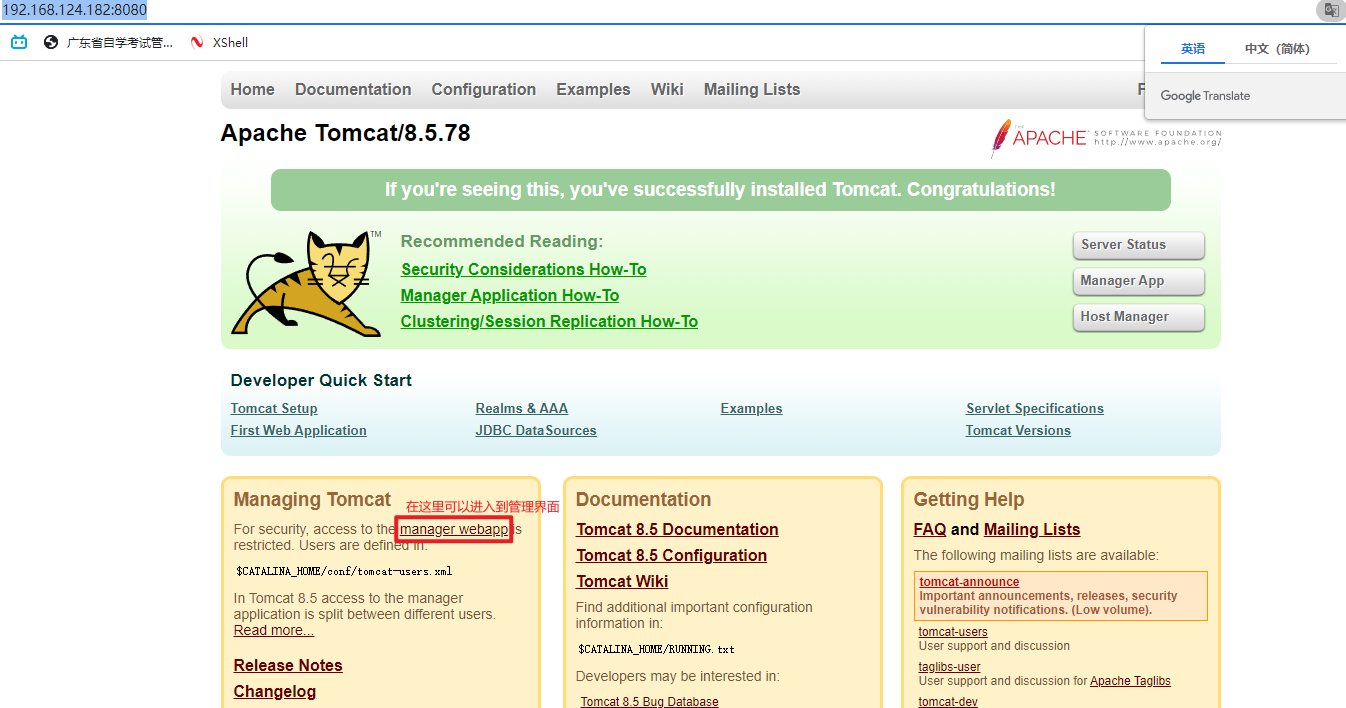 192.168.124.182:8080
广东省自学考试管... XShell
英语 中文（简体）
Google Translate
Home Documentation Configuration Examples Wiki Mailing Lists
Apache Tomcat/8.5.78
THE APACHE SOFTWARE FOUNDATION
http://www.apache.org/
If you're seeing this, you've successfully installed Tomcat. Congratulations!
TM
Recommended Reading:
Security Considerations How-To
Manager Application How-To
Clustering/Session Replication How-To
Server Status
Manager App
Host Manager
Developer Quick Start
Tomcat Setup
First Web Application
Realms & AAA
JDBC DataSources
Examples
Servlet Specifications
Tomcat Versions
Managing Tomcat
在这里可以进入到管理界面
For security, access to the manager webapp is
restricted. Users are defined in:
$CATALINA_HOME/conf/tomcat-users.xml
In Tomcat 8.5 access to the manager
application is split between different users.
Read more...
Release Notes
Changelog
Documentation
Tomcat 8.5 Documentation
Tomcat 8.5 Configuration
Tomcat Wiki
Find additional important configuration
information in:
$CATALINA_HOME/RUNNING.txt
Developers may be interested in:
Tomcat 8.5 Bug Database
Getting Help
FAQ and Mailing Lists
The following mailing lists are available:
tomcat-announce
Important announcements, releases, security
vulnerability notifications. (Low volume).
tomcat-users
User support and discussion
taglibs-user
User support and discussion for Apache Taglibs
tomcat-dev